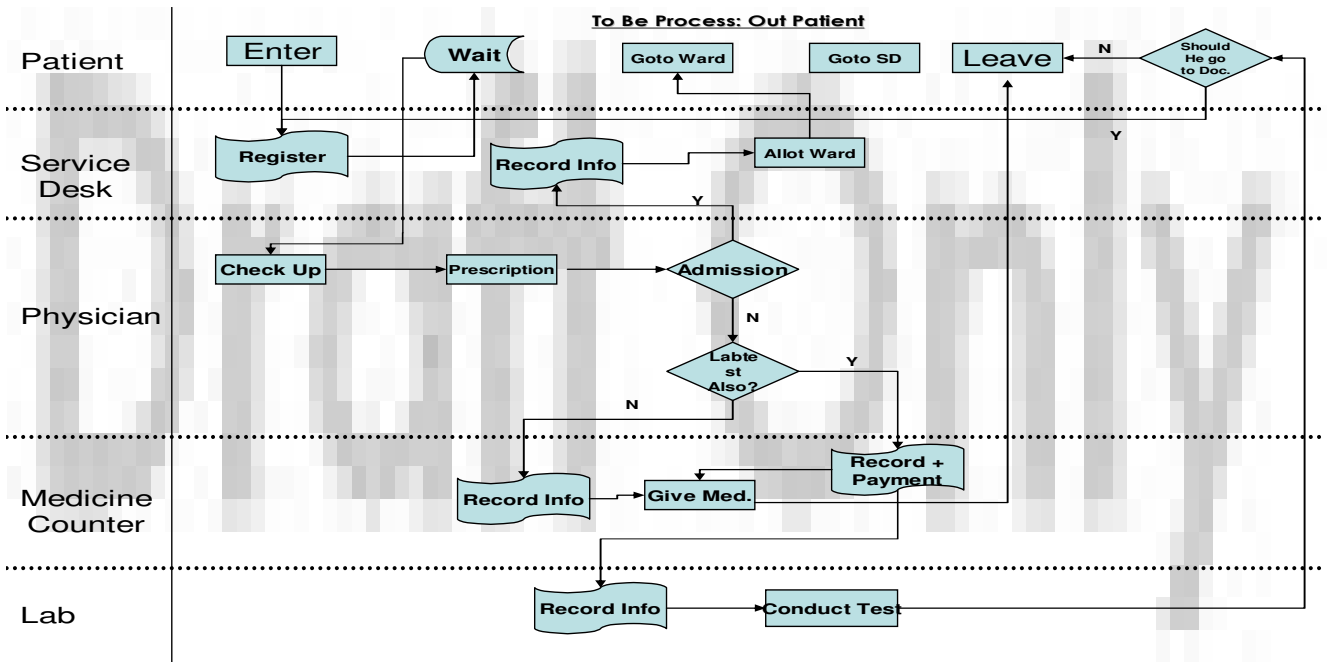 To Be Process: Out Patient
Patient
Enter
Wait
Goto Ward
Goto SD
Leave
N
Should
He go
to Doc.
Y
Service
Desk
Register
Record Info
Allot Ward
Y
Physician
Check Up
Prescription
Admission
N
Labte
st
Also?
Y
N
Medicine
Counter
Record Info
Give Med.
Record +
Payment
Lab
Record Info
Conduct Test
Draft Only